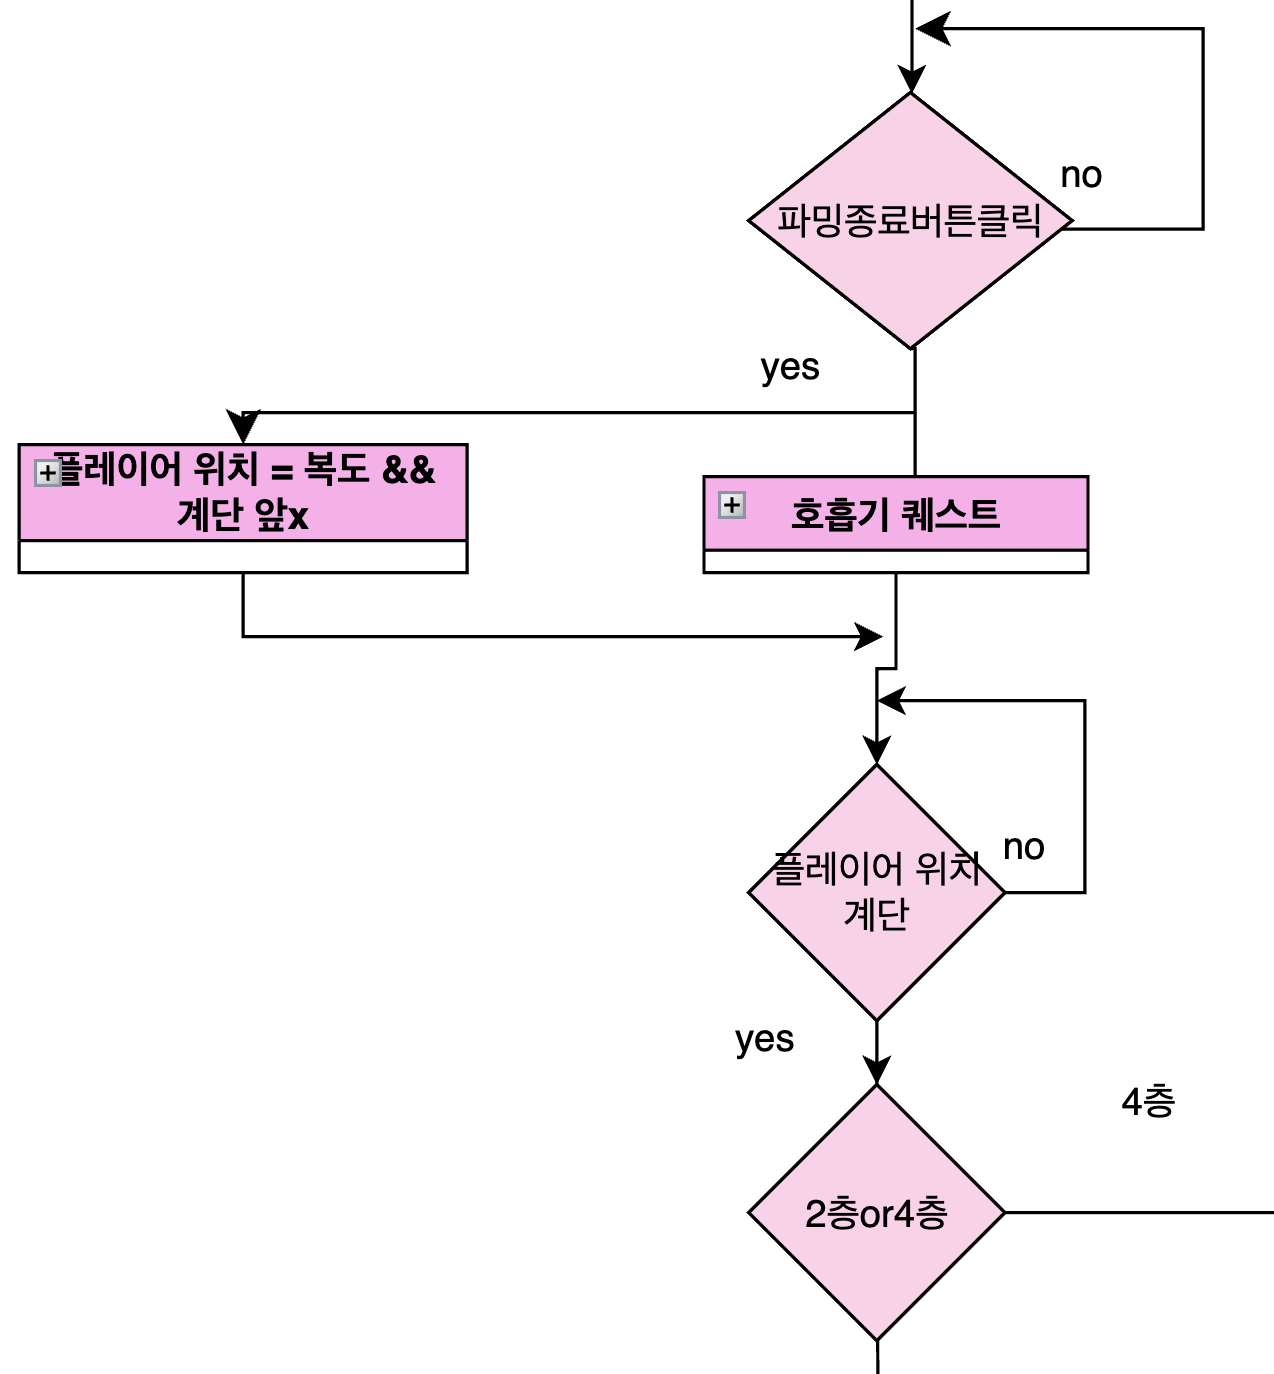 no
파밍종료버튼클릭
yes
플레이어 위치 = 복도 &&
계단 앞x
호흡기 퀘스트
no
플레이어 위치
계단
yes
4층
2층or4층